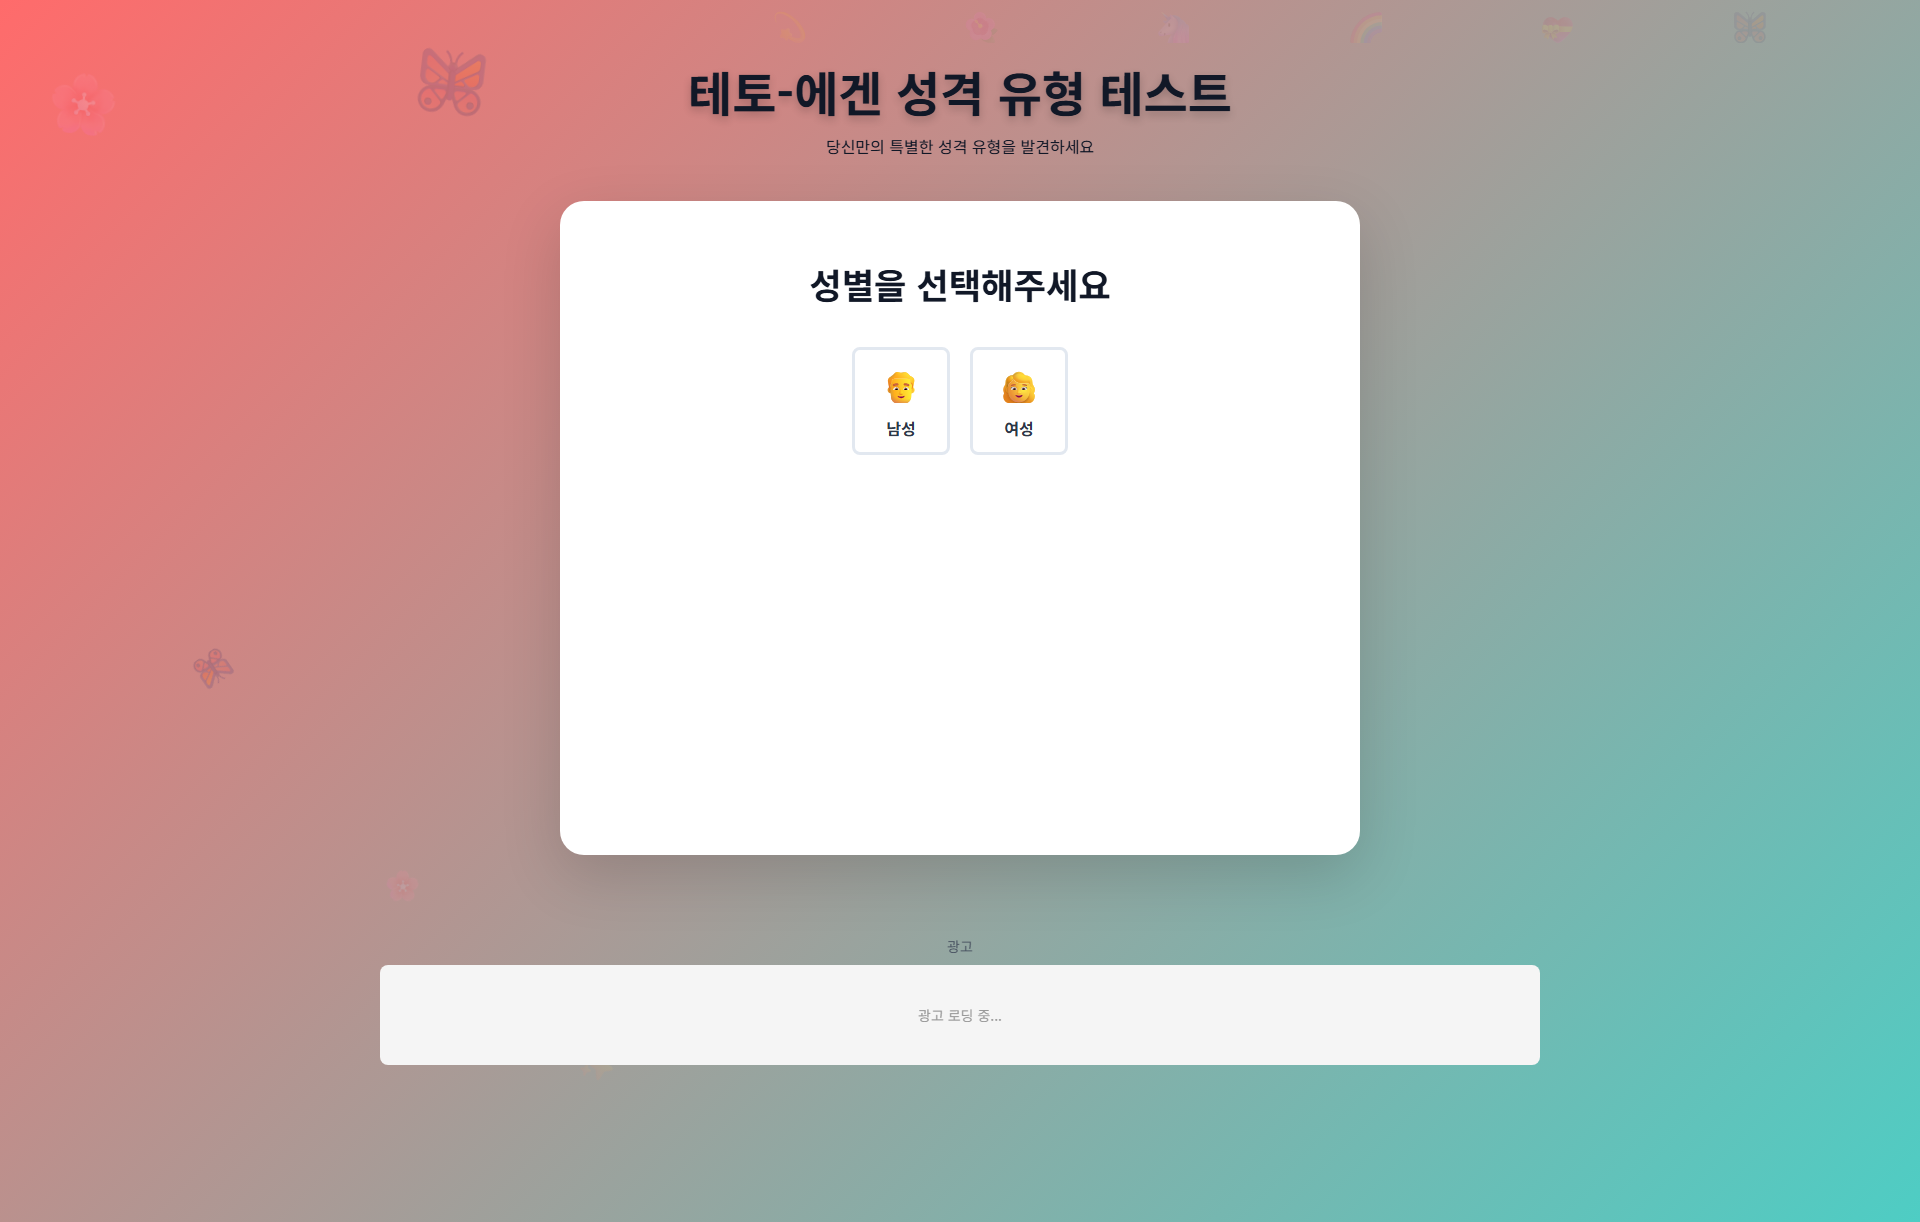 테토-에겐 성격 유형 테스트
당신만의 특별한 성격 유형을 발견하세요
성별을 선택해주세요
남성
여성
광고
광고 로딩 중...